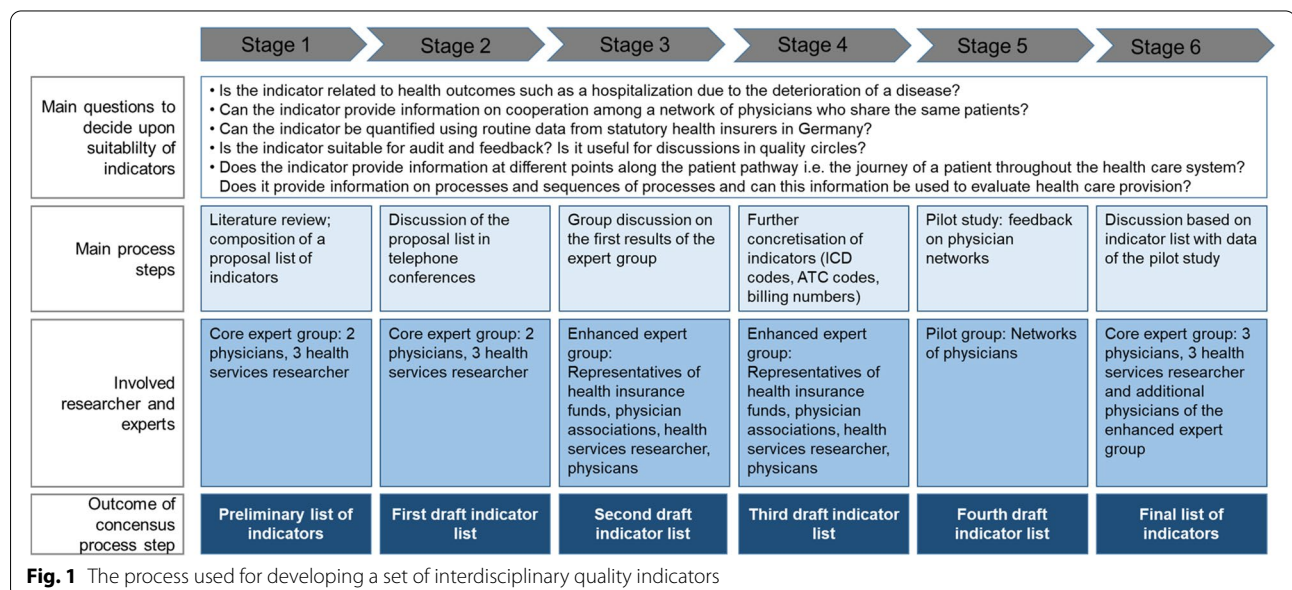 Stage 1
Stage 2
Stage 3
Stage 4
Stage 5
Stage 6
Main questions to
decide upon
suitablilty of
indicators
• Is the indicator related to health outcomes such as a hospitalization due to the deterioration of a disease?
• Can the indicator provide information on cooperation among a network of physicians who share the same patients?
• Can the indicator be quantified using routine data from statutory health insurers in Germany?
• Is the indicator suitable for audit and feedback? Is it useful for discussions in quality circles?
• Does the indicator provide information at different points along the patient pathway i.e. the journey of a patient throughout the health care system?
Does it provide information on processes and sequences of processes and can this information be used to evaluate health care provision?
Main process
steps
Literature review;
composition of a
proposal list of
indicators
Discussion of the
proposal list in
telephone
conferences
Group discussion on
the first results of the
expert group
Further
concretisation of
indicators (ICD
codes, ATC codes,
billing numbers)
Pilot study: feedback
on physician
networks
Discussion based on
indicator list with data
of the pilot study
Involved
researcher and
experts
Core expert group: 2
physicians, 3 health
services researcher
Core expert group: 2
physicians, 3 health
services researcher
Enhanced expert
group:
Representatives of
health insurance
funds, physician
associations, health
services researcher,
physicans
Enhanced expert
group:
Representatives of
health insurance
funds, physician
associations, health
services researcher,
physicans
Pilot group: Networks
of physicians
Core expert group: 3
physicians, 3 health
services researcher
and additional
physicians of the
enhanced expert
group
Outcome of
concensus
process step
Preliminary list of
indicators
First draft indicator
list
Second draft
indicator list
Third draft indicator
list
Fourth draft
indicator list
Final list of
indicators
Fig. 1 The process used for developing a set of interdisciplinary quality indicators